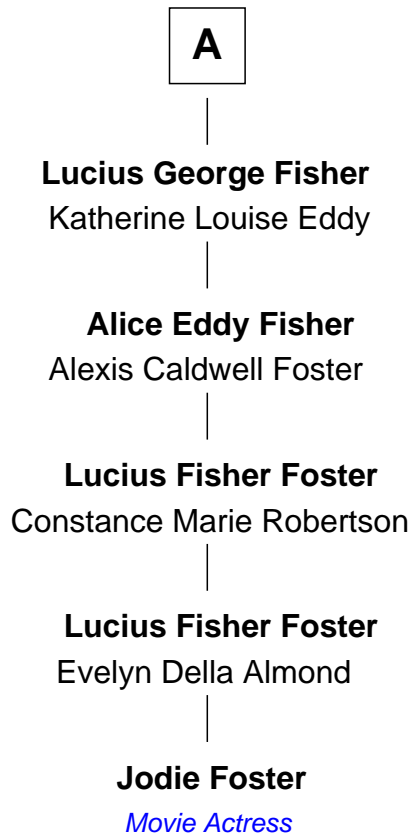 A
Lucius George Fisher
Katherine Louise Eddy
Alice Eddy Fisher
Alexis Caldwell Foster
Lucius Fisher Foster
Constance Marie Robertson
Lucius Fisher Foster
Evelyn Della Almond
Jodie Foster
Movie Actress